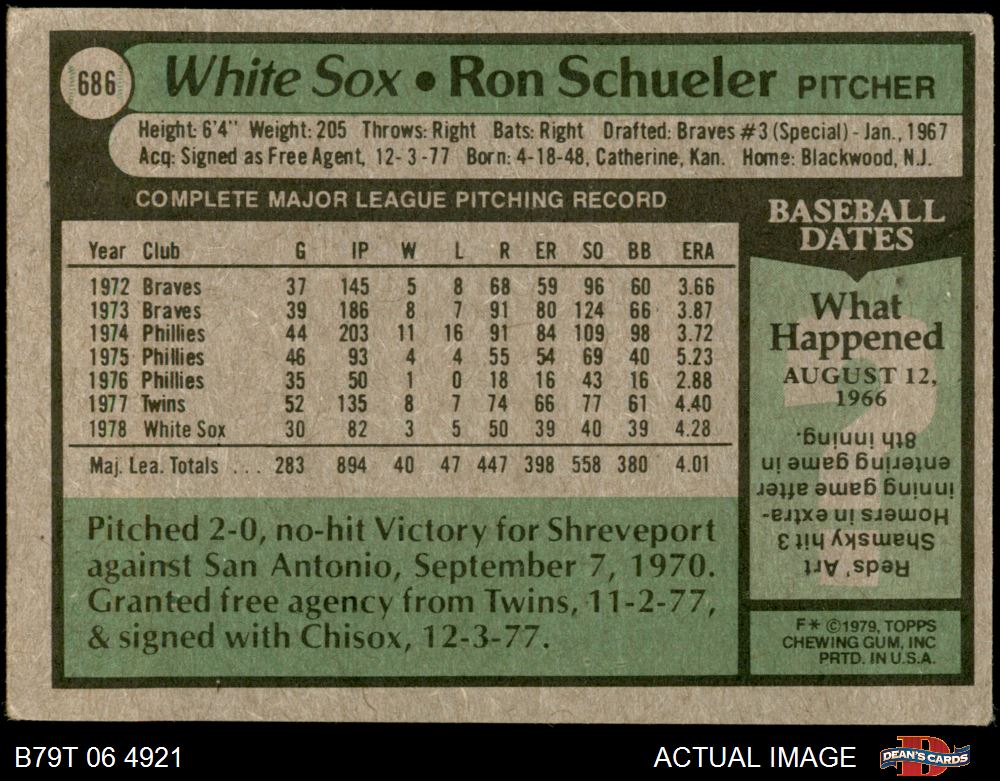 686
White Sox • Ron Schueler PITCHER
Height: 6'4" Weight: 205 Throws: Right Bats: Right Drafted: Braves #3 (Special) - Jan., 1967
Acq: Signed as Free Agent, 12-3-77 Born: 4-18-48, Catherine, Kan. Home: Blackwood, N.J.
COMPLETE MAJOR LEAGUE PITCHING RECORD
Year Club G IP W L R ER SO BB ERA
1972 Braves 37 145 5 8 68 59 96 60 3.66
1973 Braves 39 186 8 7 91 80 124 66 3.87
1974 Phillies 44 203 11 16 91 84 109 98 3.72
1975 Phillies 46 93 4 4 55 54 69 40 5.23
1976 Phillies 35 50 1 0 18 16 43 16 2.88
1977 Twins 52 135 8 7 74 66 77 61 4.40
1978 White Sox 30 82 3 5 50 39 40 39 4.28
Maj. Lea. Totals ... 283 894 40 47 447 398 558 380 4.01
Pitched 2-0, no-hit Victory for Shreveport
against San Antonio, September 7, 1970.
Granted free agency from Twins, 11-2-77,
& signed with Chisox, 12-3-77.
BASEBALL
DATES
What
Happened
AUGUST 12,
1966
Reds' Art
Shamsky hit 3
Homers in extra-
inning game after
entering game in
8th inning.
F* ©1979, TOPPS
CHEWING GUM, INC
PRTD. IN U.S.A.
B79T 06 4921
ACTUAL IMAGE
DEAN'S CARDS